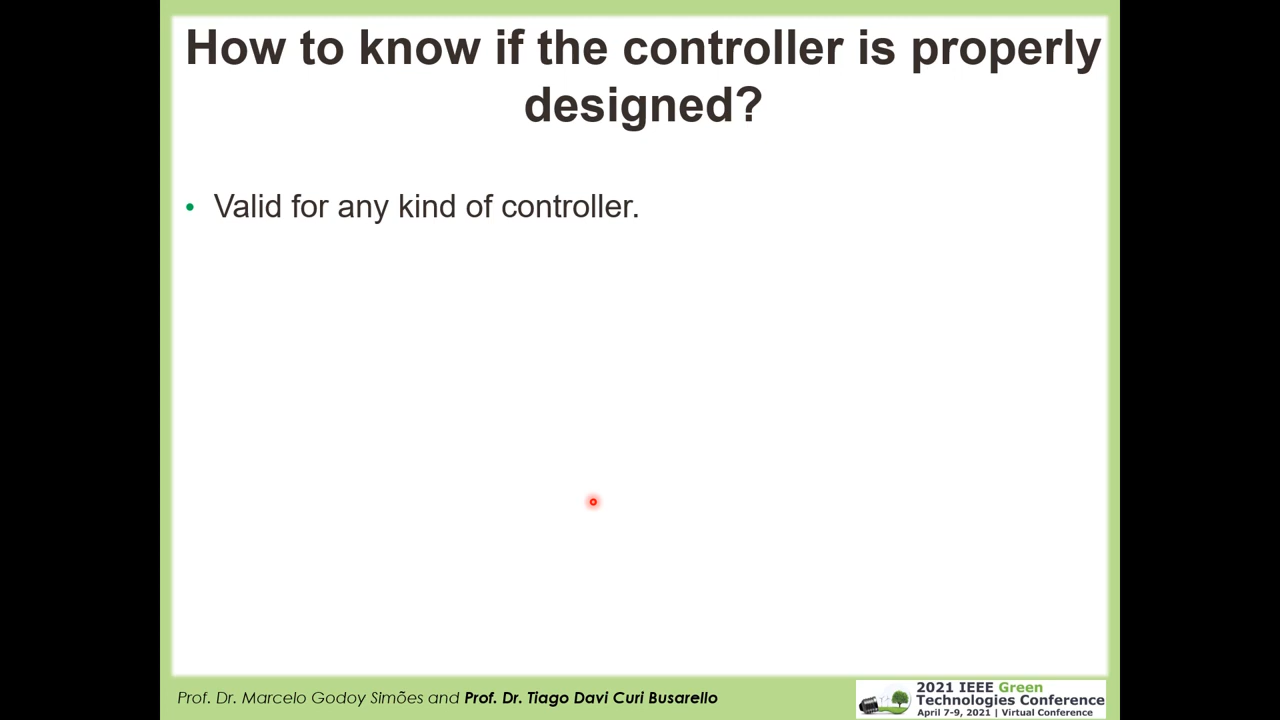 How to know if the controller is properly
designed?
• Valid for any kind of controller.
Prof. Dr. Marcelo Godoy Simões and Prof. Dr. Tiago Davi Curi Busarello
2021 IEEE Green
Technologies Conference
April 7-9, 2021 | Virtual Conference